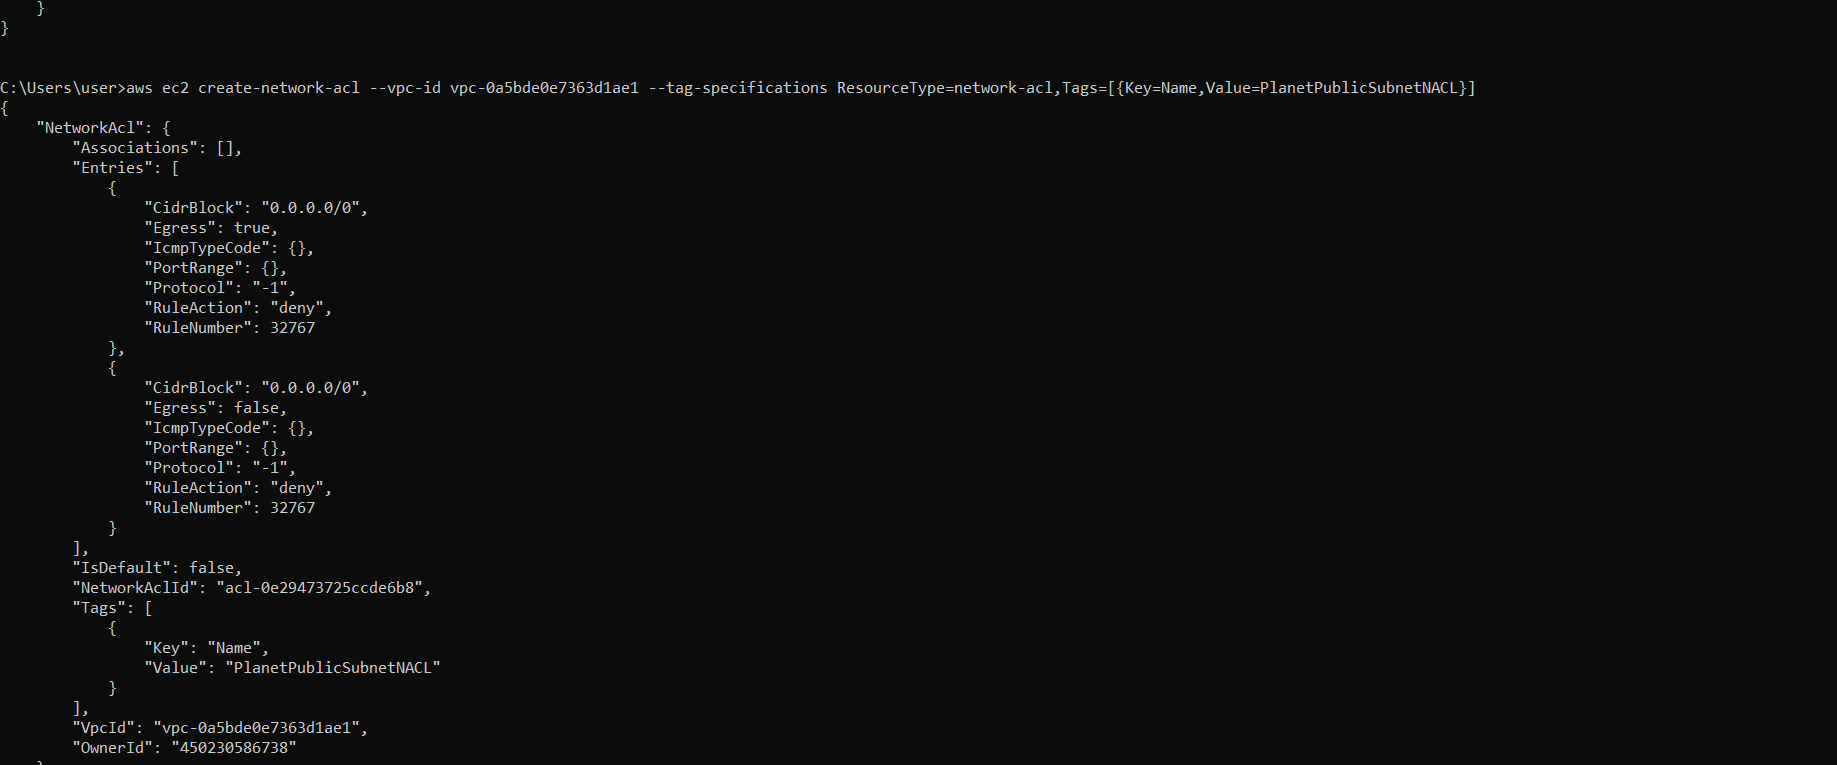 }
}
C:\Users\user>aws ec2 create-network-acl --vpc-id vpc-0a5bde0e7363d1ae1 --tag-specifications ResourceType=network-acl,Tags=[{Key=Name,Value=PlanetPublicSubnetNACL}]
{
    "NetworkAcl": {
        "Associations": [],
        "Entries": [
            {
                "CidrBlock": "0.0.0.0/0",
                "Egress": true,
                "IcmpTypeCode": {},
                "PortRange": {},
                "Protocol": "-1",
                "RuleAction": "deny",
                "RuleNumber": 32767
            },
            {
                "CidrBlock": "0.0.0.0/0",
                "Egress": false,
                "IcmpTypeCode": {},
                "PortRange": {},
                "Protocol": "-1",
                "RuleAction": "deny",
                "RuleNumber": 32767
            }
        ],
        "IsDefault": false,
        "NetworkAclId": "acl-0e29473725ccde6b8",
        "Tags": [
            {
                "Key": "Name",
                "Value": "PlanetPublicSubnetNACL"
            }
        ],
        "VpcId": "vpc-0a5bde0e7363d1ae1",
        "OwnerId": "450230586738"
    }